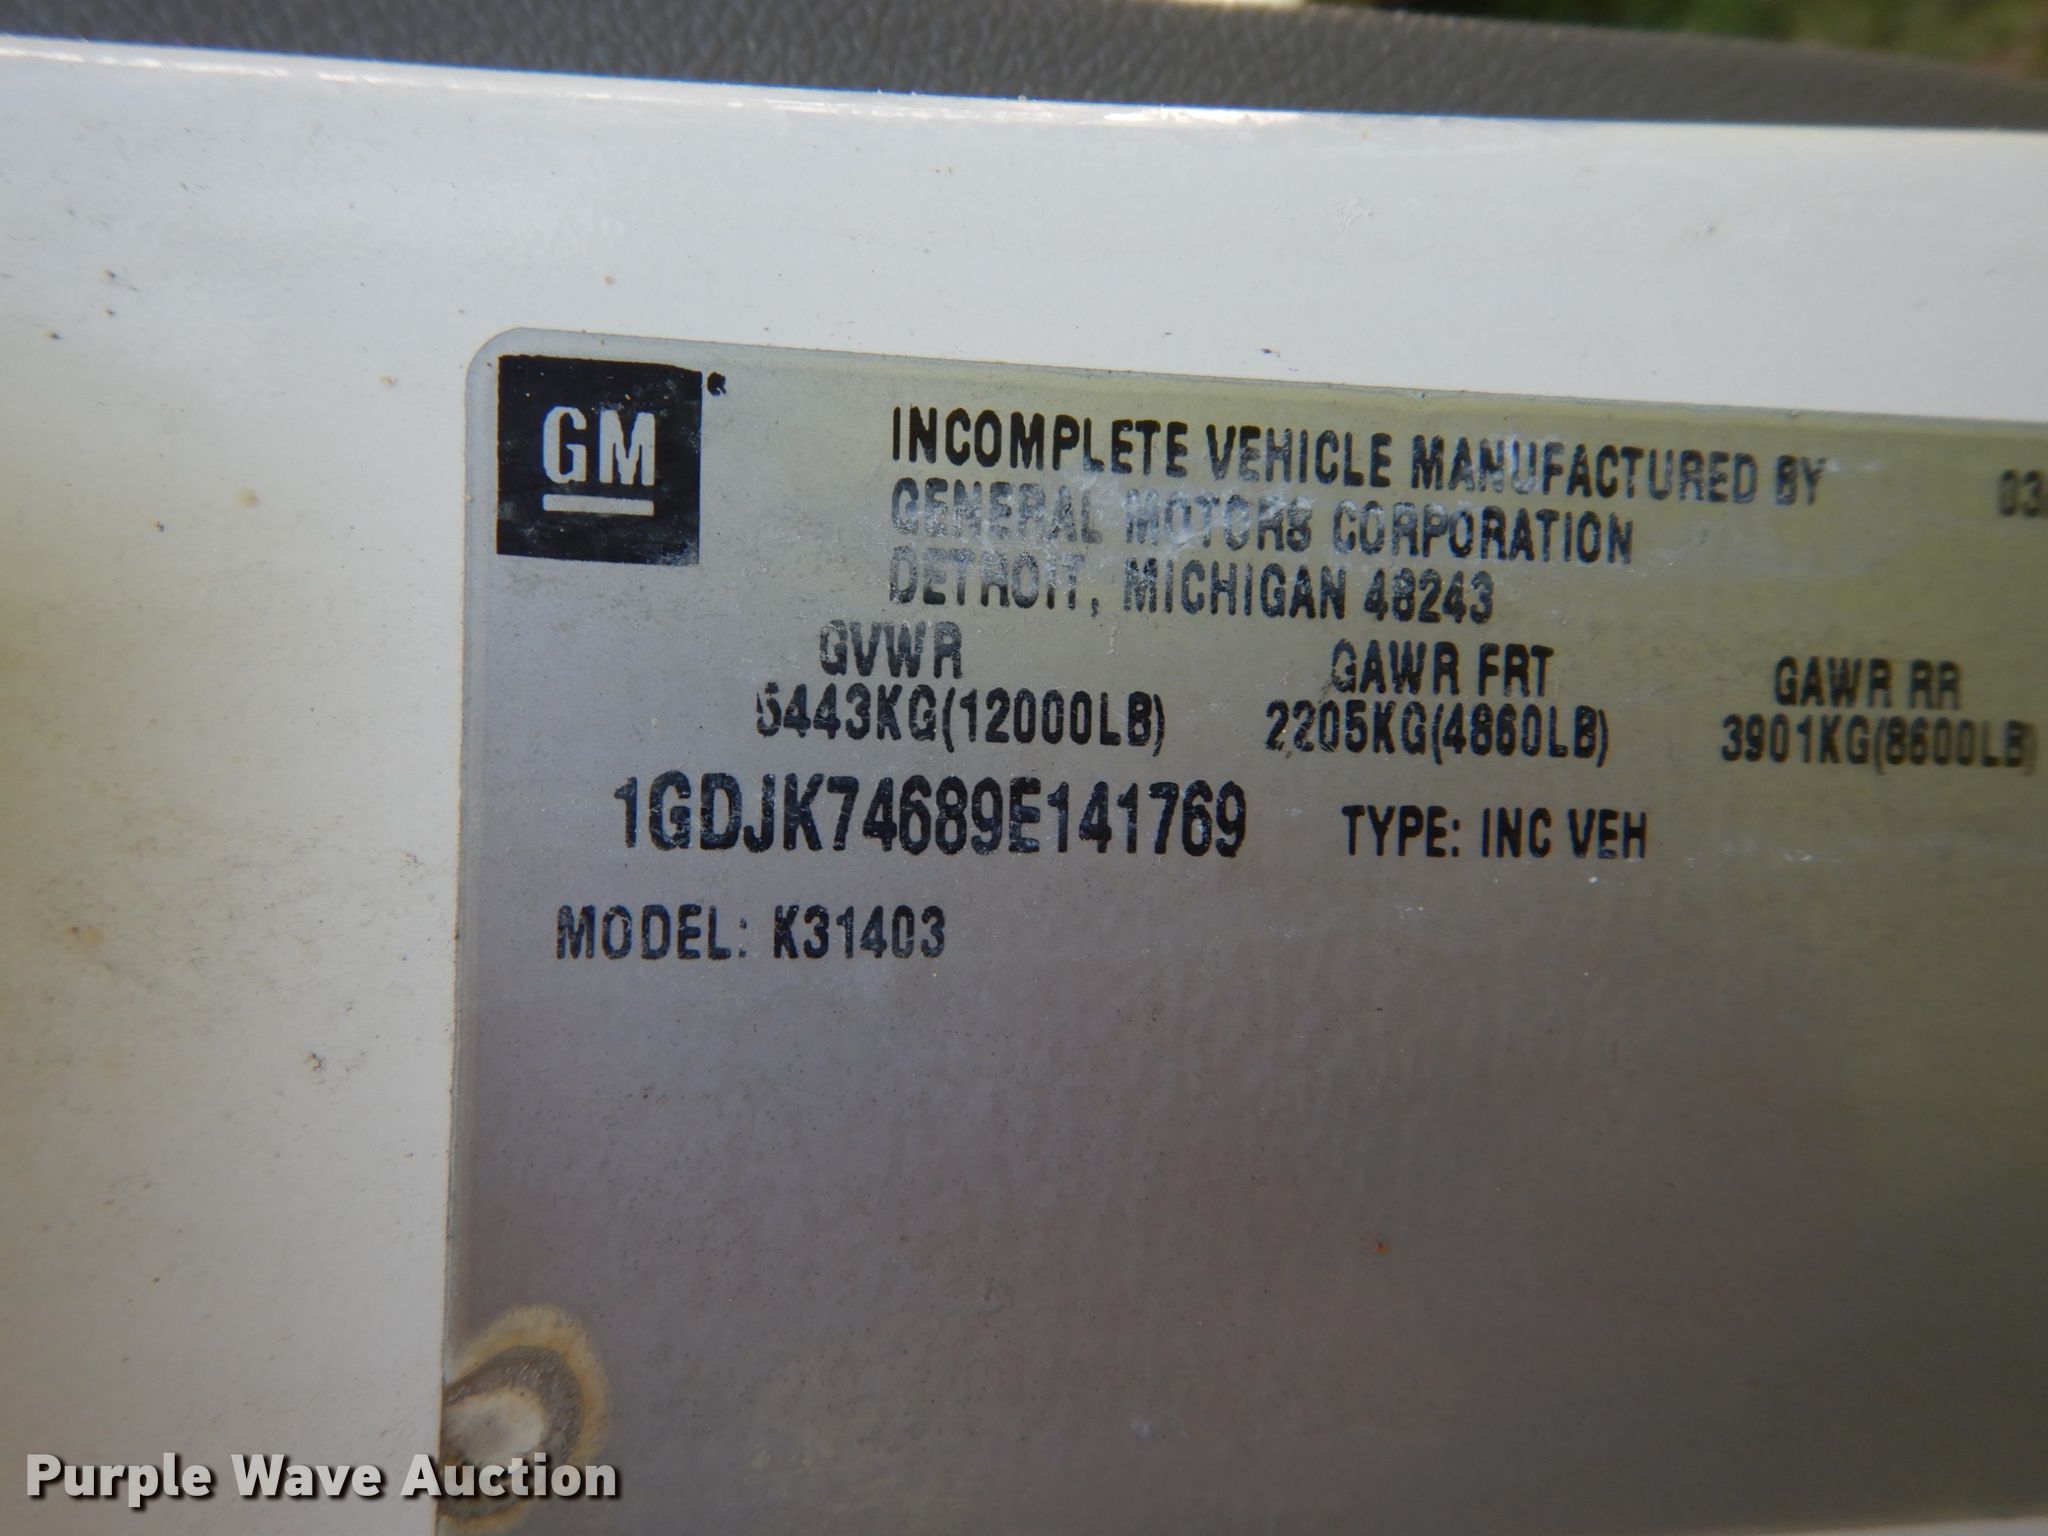 GM
INCOMPLETE VEHICLE MANUFACTURED BY
GENERAL MOTORS CORPORATION
DETROIT, MICHIGAN 48243
GVWR GAWR FRT GAWR RR
5443KG(12000LB) 2205KG(4860LB) 3901KG(8600LB)
1GDJK74689E141769 TYPE: INC VEH
MODEL: K31403
Purple Wave Auction